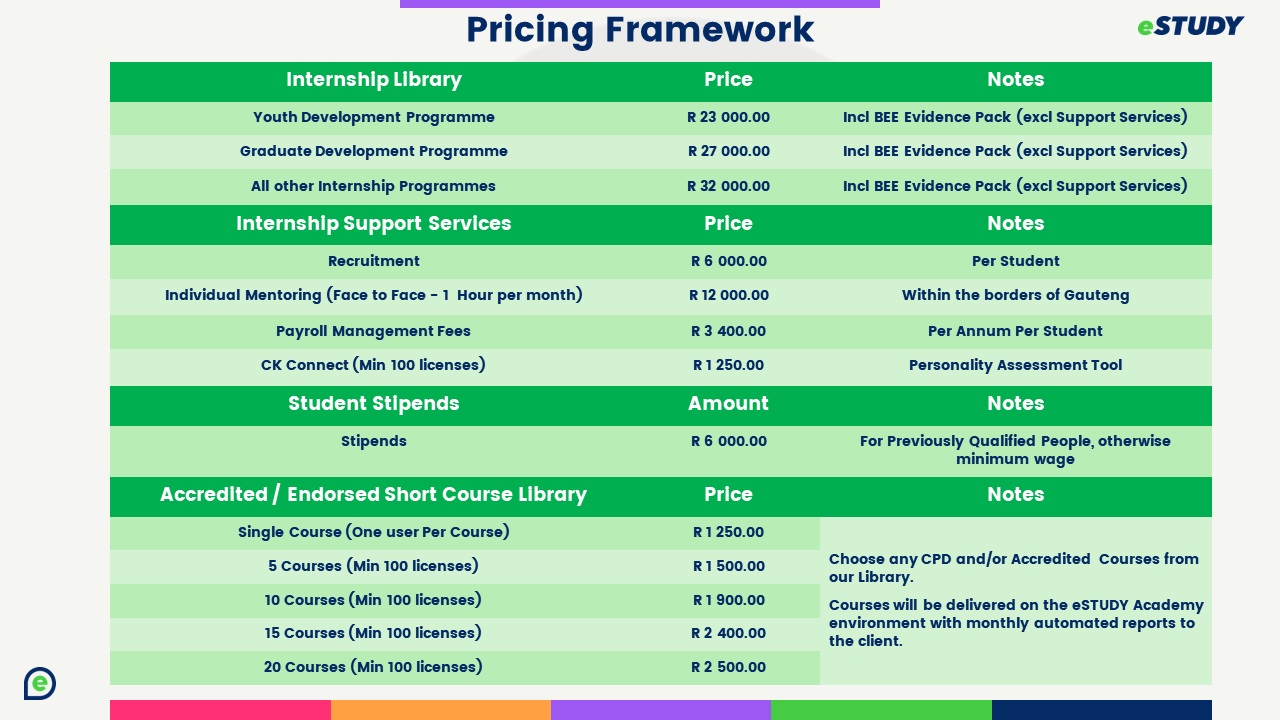 Pricing Framework
eSTUDY
Internship Library Price Notes
Youth Development Programme R 23 000.00 Incl BEE Evidence Pack (excl Support Services)
Graduate Development Programme R 27 000.00 Incl BEE Evidence Pack (excl Support Services)
All other Internship Programmes R 32 000.00 Incl BEE Evidence Pack (excl Support Services)
Internship Support Services Price Notes
Recruitment R 6 000.00 Per Student
Individual Mentoring (Face to Face - 1 Hour per month) R 12 000.00 Within the borders of Gauteng
Payroll Management Fees R 3 400.00 Per Annum Per Student
CK Connect (Min 100 licenses) R 1 250.00 Personality Assessment Tool
Student Stipends Amount Notes
Stipends R 6 000.00 For Previously Qualified People, otherwise
minimum wage
Accredited / Endorsed Short Course Library Price Notes
Single Course (One user Per Course) R 1 250.00
5 Courses (Min 100 licenses) R 1 500.00
10 Courses (Min 100 licenses) R 1 900.00
15 Courses (Min 100 licenses) R 2 400.00
20 Courses (Min 100 licenses) R 2 500.00
Choose any CPD and/or Accredited Courses from
our Library.
Courses will be delivered on the eSTUDY Academy
environment with monthly automated reports to
the client.
e